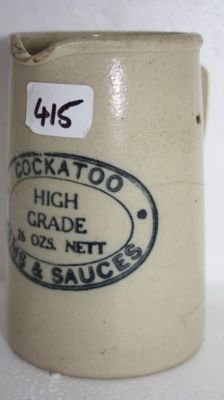 415
COCKATOO
HIGH
GRADE
26 OZS. NETT
& SAUCES